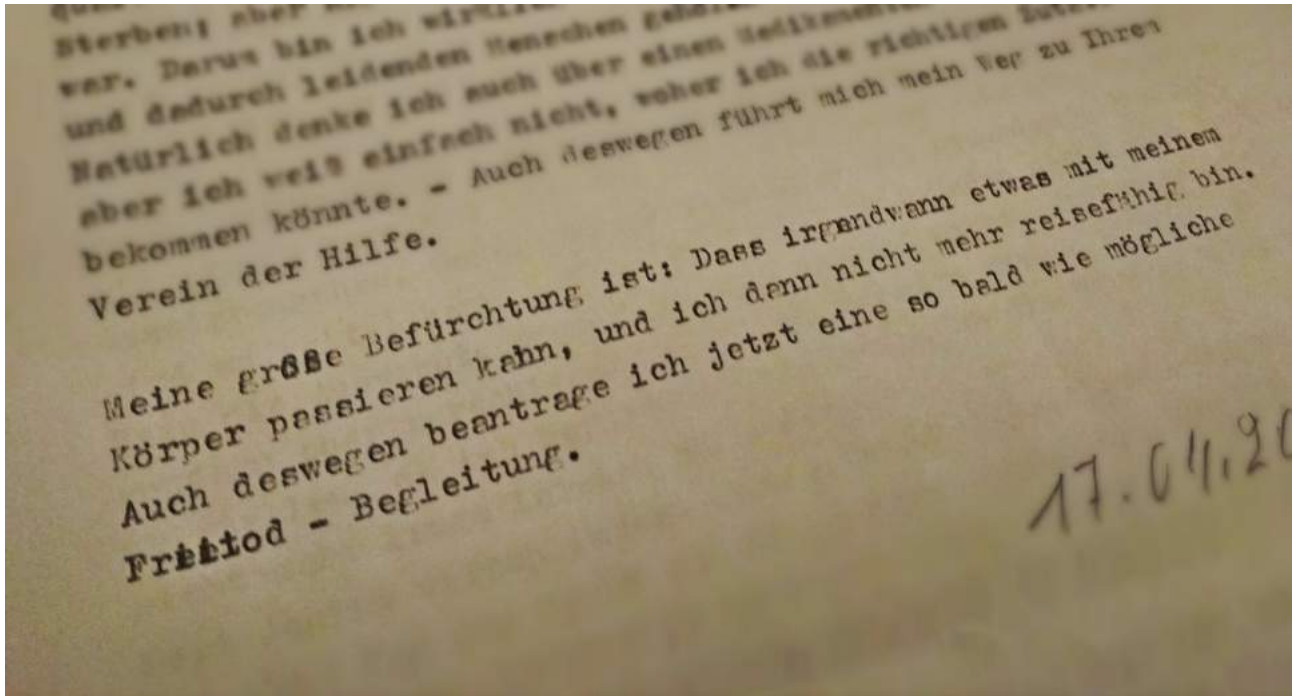 Sterben; aber
war. Darum bin ich
und dadurch leidenden Menschen
Natürlich denke ich auch über einen
aber ich weiß einfach nicht, woher ich die richtigen
bekommen könnte. - Auch deswegen führt mich mein Weg zu Ihrem
Verein der Hilfe.
Meine größe Befürchtung ist: Dass irgendwann etwas mit meinem
Körper passieren kahn, und ich dann nicht mehr reisefähig bin.
Auch deswegen beantrage ich jetzt eine so bald wie mögliche
Freitod - Begleitung.
17.04.20